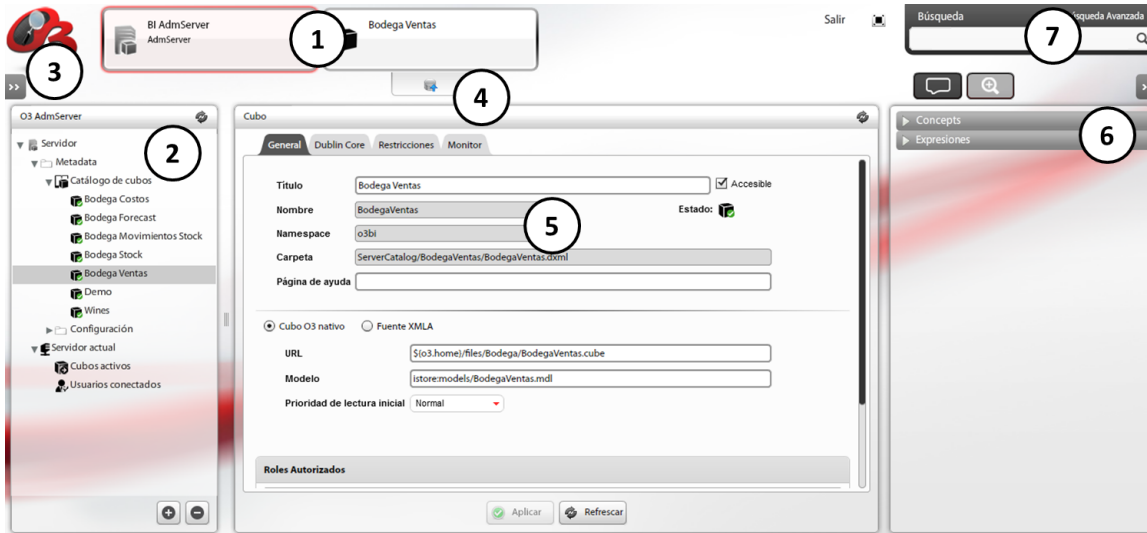 BI AdmServer
AdmServer
1
Bodega Ventas
Salir
Búsqueda
úsqueda Avanzada
7
3
4
O3 AdmServer
2
Servidor
Metadata
Catálogo de cubos
Bodega Costos
Bodega Forecast
Bodega Movimientos Stock
Bodega Stock
Bodega Ventas
Demo
Wines
Configuración
Servidor actual
Cubos activos
Usuarios conectados
Cubo
General Dublin Core Restricciones Monitor
Titulo Bodega Ventas Accesible
Nombre BodegaVentas Estado:
5
Namespace o3bi
Carpeta ServerCatalog/BodegaVentas/BodegaVentas.dxml
Página de ayuda
Cubo O3 nativo Fuente XMLA
URL $(o3.home)/files/Bodega/BodegaVentas.cube
Modelo istore:models/BodegaVentas.mdl
Prioridad de lectura inicial Normal
Roles Autorizados
Aplicar Refrescar
Concepts
Expresiones
6